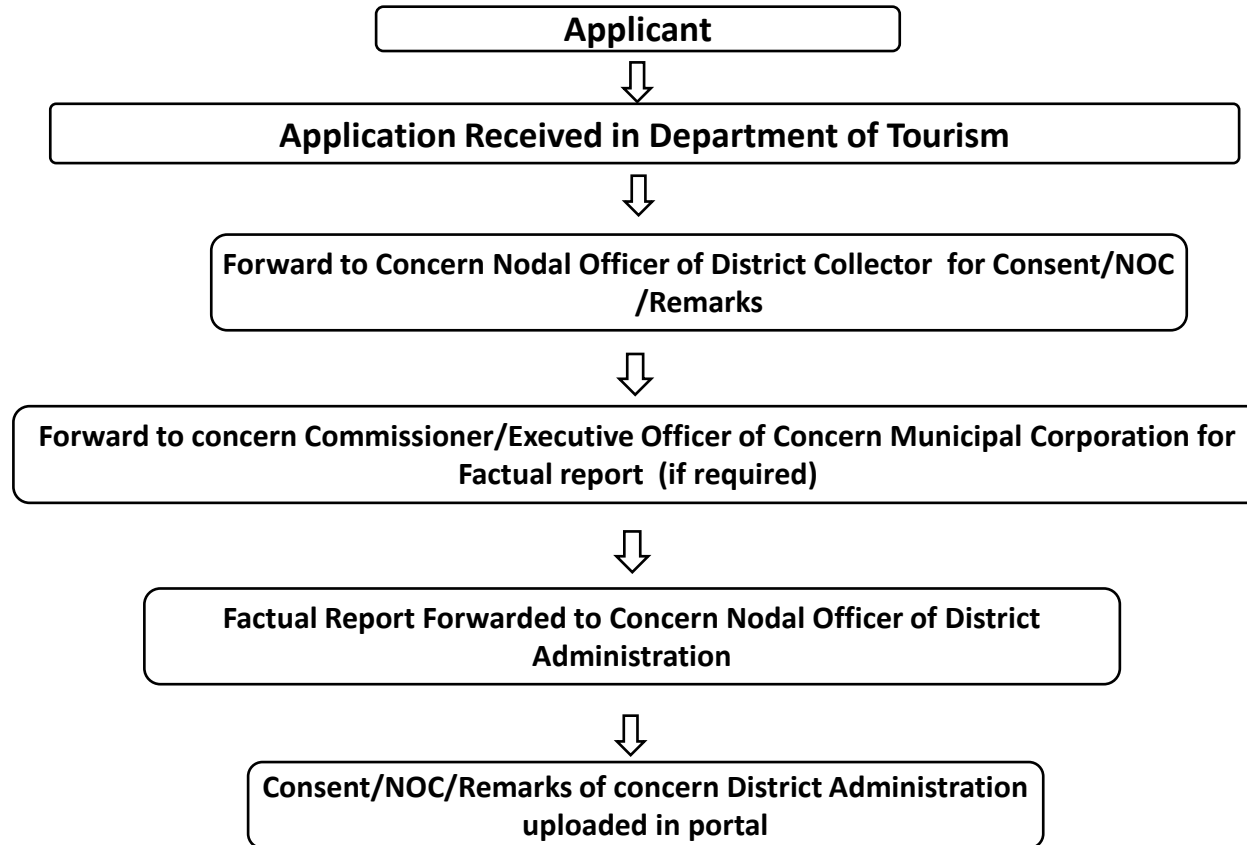 Applicant
Application Received in Department of Tourism
Forward to Concern Nodal Officer of District Collector  for Consent/NOC
/Remarks
Forward to concern Commissioner/Executive Officer of Concern Municipal Corporation for
Factual report  (if required)
Factual Report Forwarded to Concern Nodal Officer of District
Administration
Consent/NOC/Remarks of concern District Administration
uploaded in portal